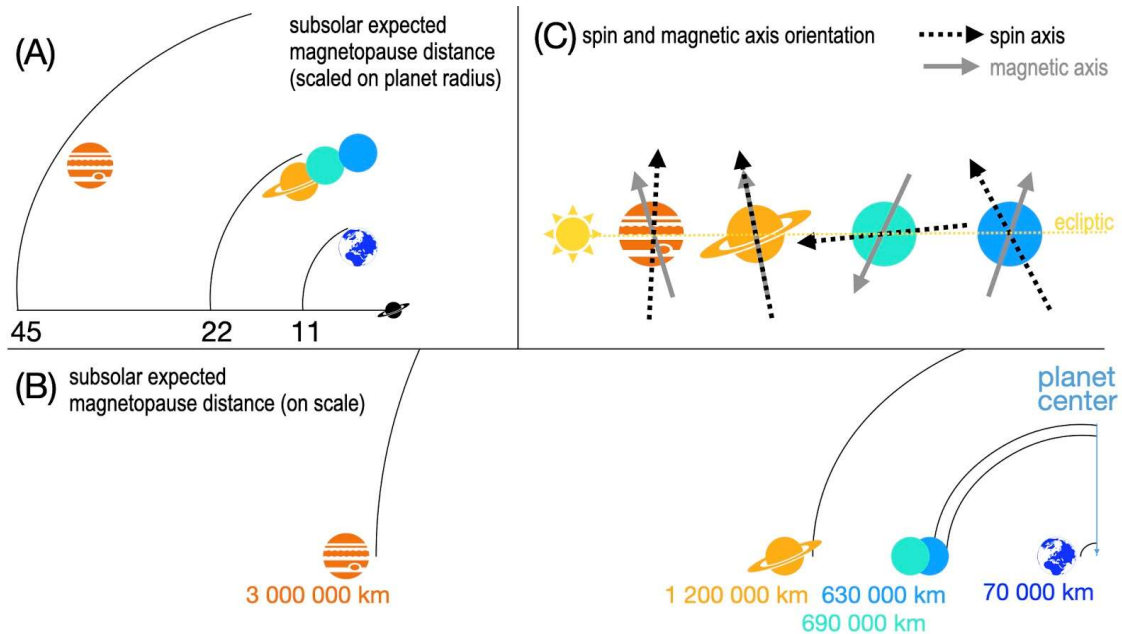 (A)
subsolar expected
magnetopause distance
(scaled on planet radius)
45
22
11
(C) spin and magnetic axis orientation
spin axis
magnetic axis
ecliptic
(B) subsolar expected
magnetopause distance (on scale)
planet
center
3 000 000 km
1 200 000 km
630 000 km
690 000 km
70 000 km